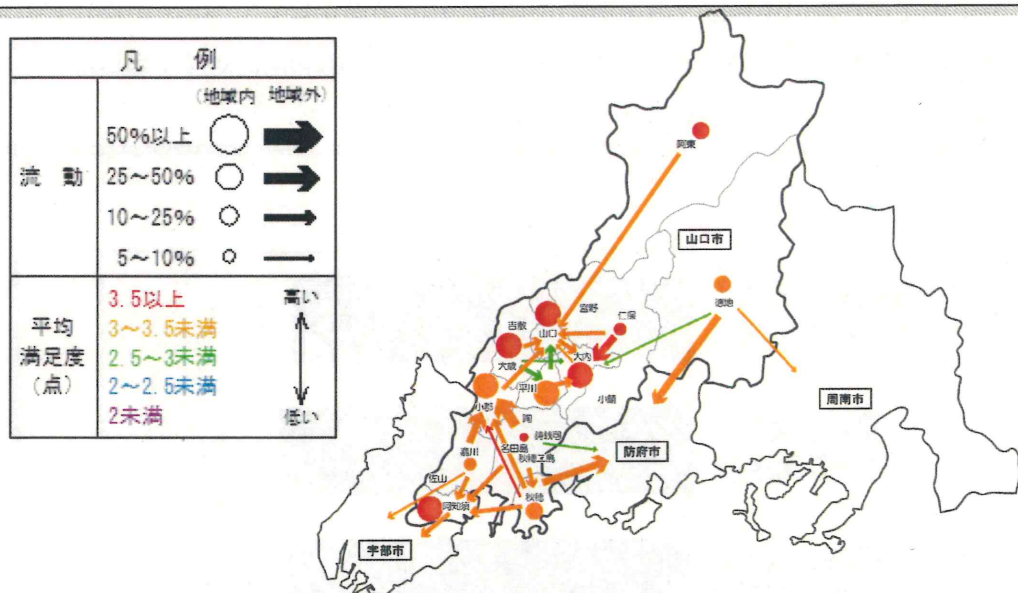 凡 例
(地域内 地域外)
流 動
50%以上
25～50%
10～25%
5～10%
平均
満足度
(点)
3.5以上
3～3.5未満
2.5～3未満
2～2.5未満
2未満
高い
低い
阿東
山口市
徳地
宮野
仁保
吉敷
山口
大歳
大内
平川
小鯖
小郡
陶
鋳銭司
名田島
秋穂二島
嘉川
佐山
阿知須
秋穂
防府市
周南市
宇部市